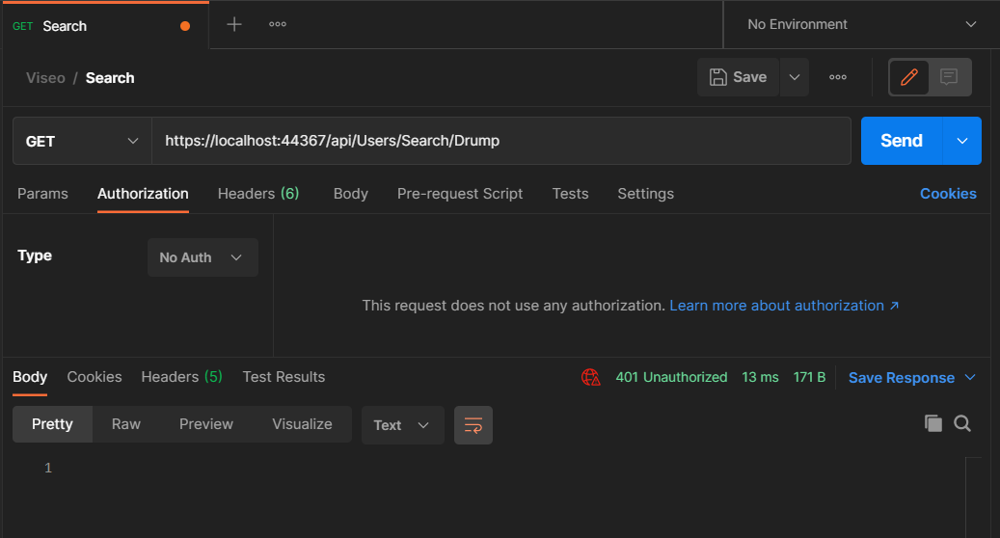 GET Search
No Environment
Viseo / Search
Save
GET
https://localhost:44367/api/Users/Search/Drump
Send
Params Authorization Headers (6) Body Pre-request Script Tests Settings Cookies
Type
No Auth
This request does not use any authorization. Learn more about authorization ↗
Body Cookies Headers (5) Test Results 401 Unauthorized 13 ms 171 B Save Response
Pretty Raw Preview Visualize Text
1